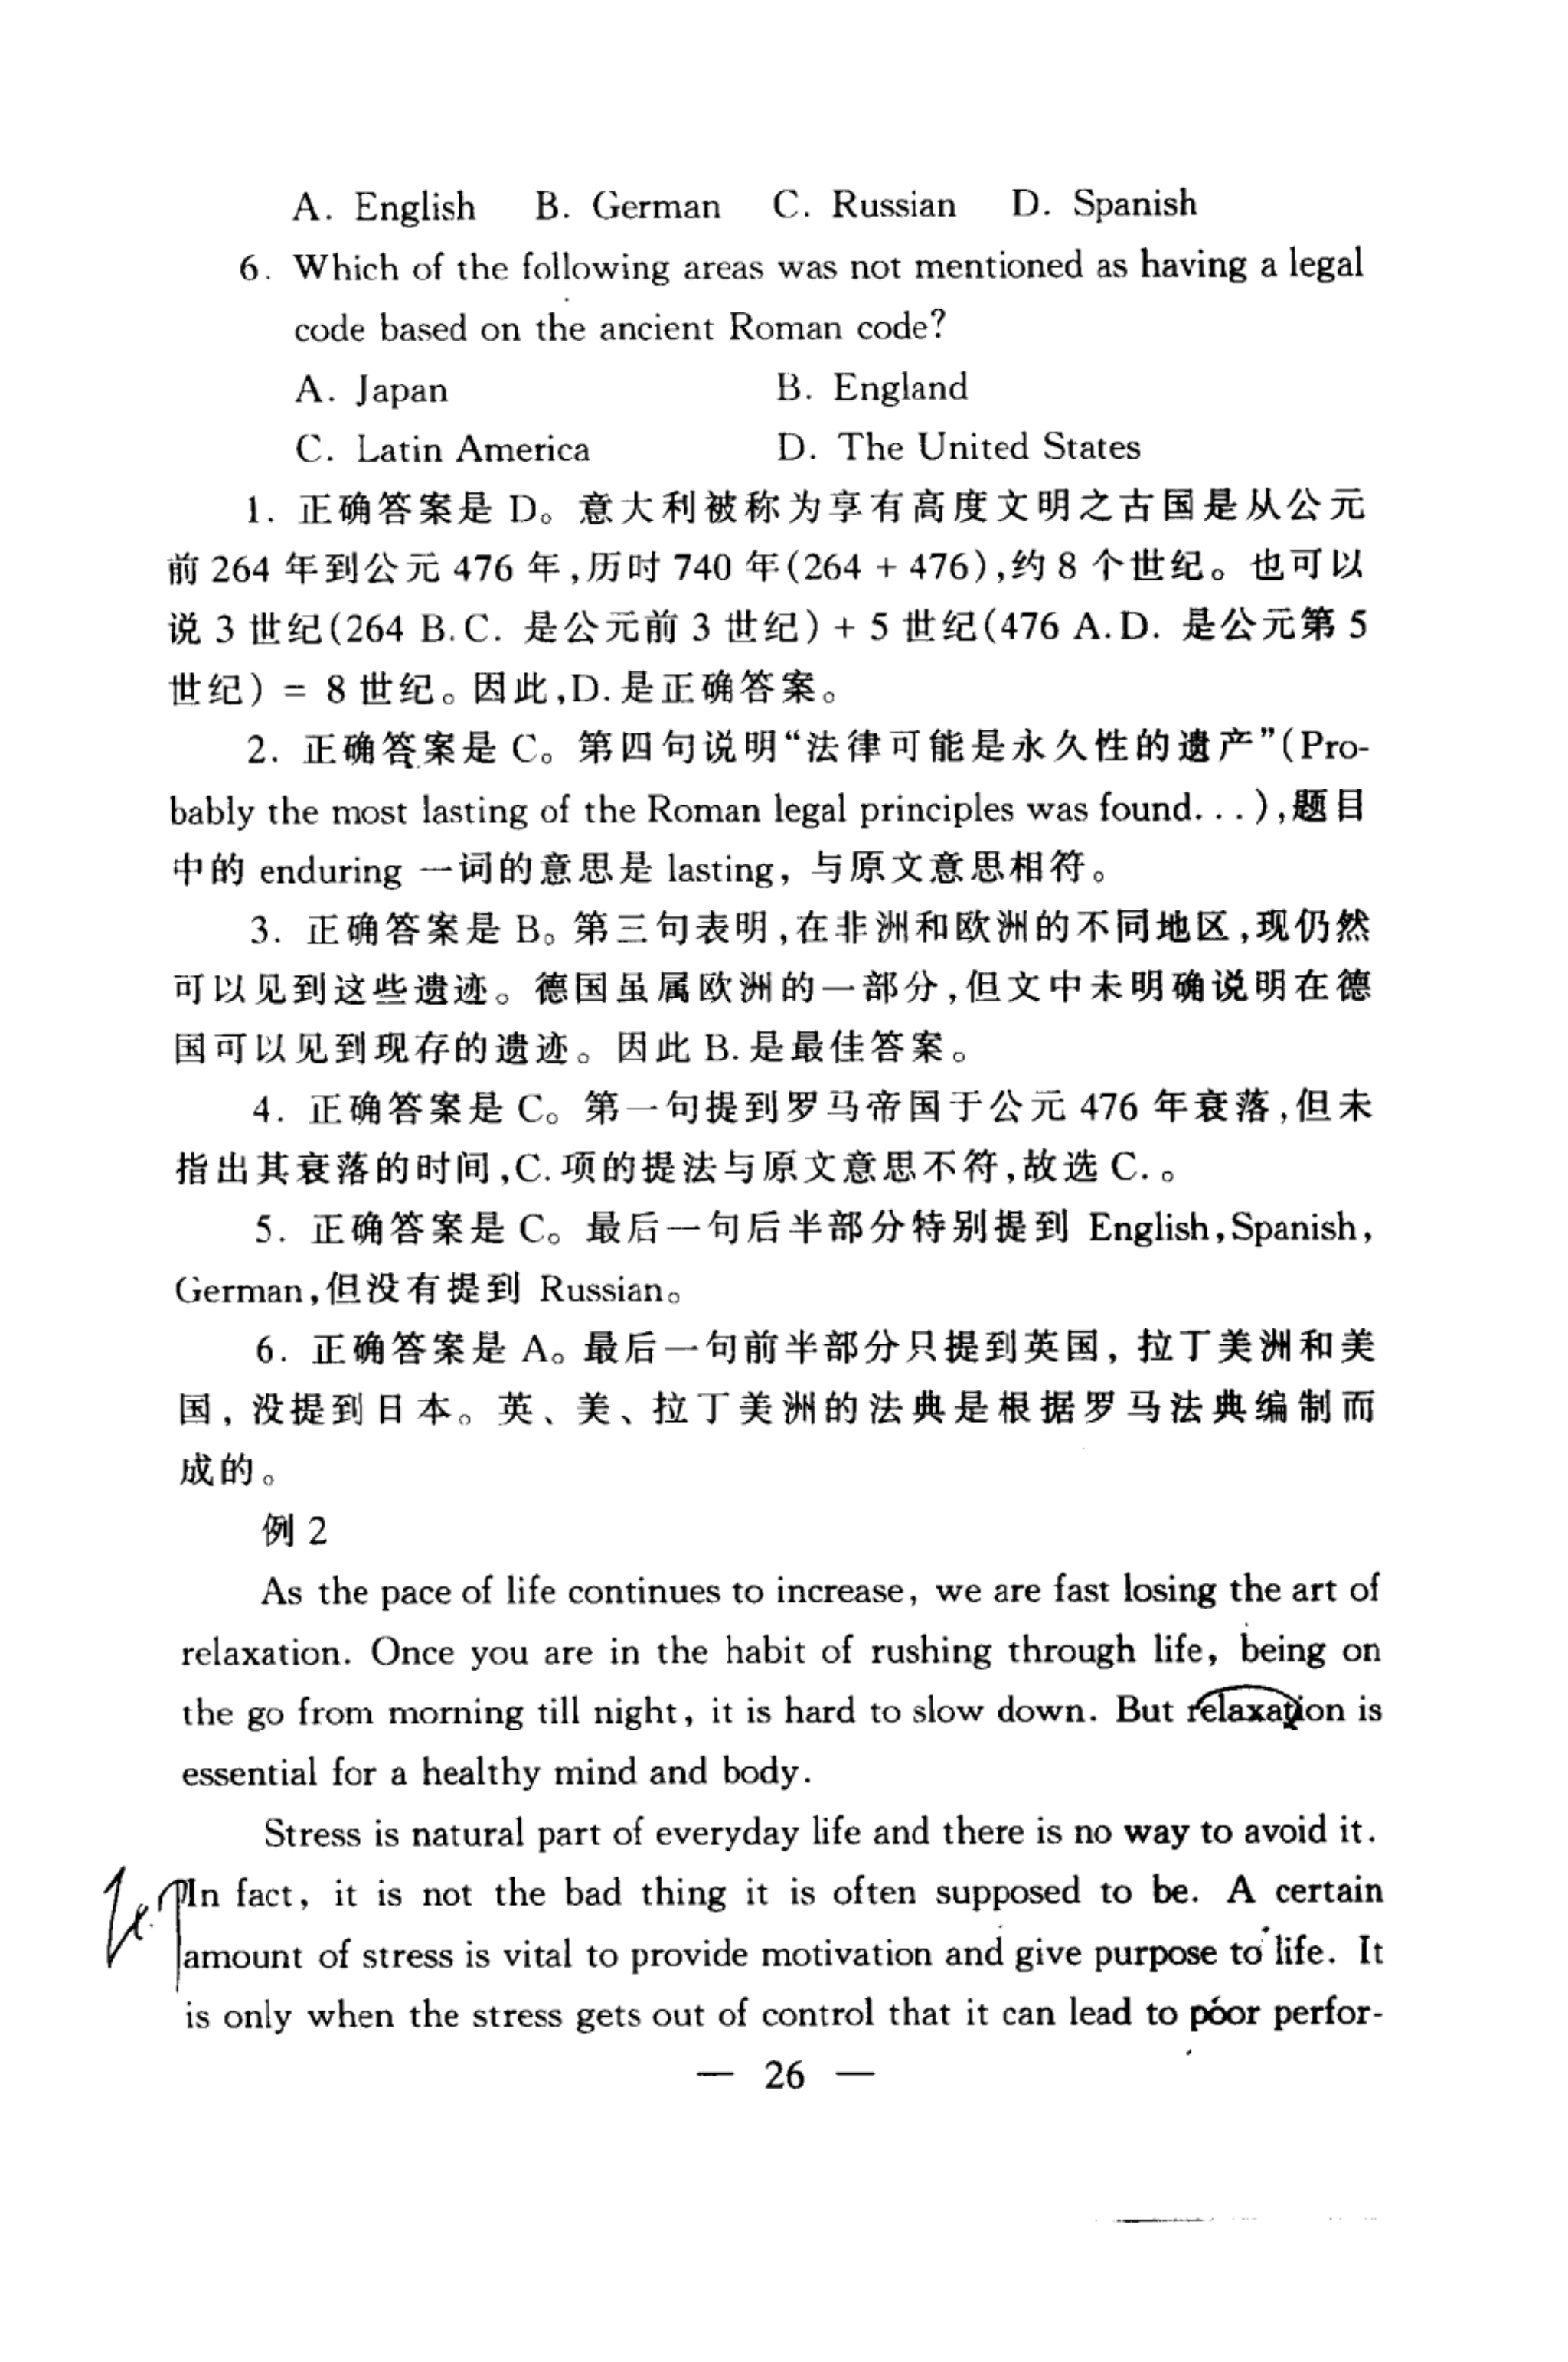 A. English B. German C. Russian D. Spanish
6. Which of the following areas was not mentioned as having a legal
code based on the ancient Roman code?
A. Japan B. England
C. Latin America D. The United States
1. 正确答案是 D。意大利被称为享有高度文明之古国是从公元
前 264 年到公元 476 年,历时 740 年(264 + 476),约 8 个世纪。也可以
说 3 世纪(264 B.C. 是公元前 3 世纪) + 5 世纪(476 A.D. 是公元第 5
世纪) = 8 世纪。因此,D.是正确答案。
2. 正确答案是 C。第四句说明“法律可能是永久性的遗产”(Pro-
bably the most lasting of the Roman legal principles was found...),题目
中的 enduring 一词的意思是 lasting, 与原文意思相符。
3. 正确答案是 B。第三句表明,在非洲和欧洲的不同地区,现仍然
可以见到这些遗迹。德国虽属欧洲的一部分,但文中未明确说明在德
国可以见到现存的遗迹。因此 B.是最佳答案。
4. 正确答案是 C。第一句提到罗马帝国于公元 476 年衰落,但未
指出其衰落的时间,C.项的提法与原文意思不符,故选 C.。
5. 正确答案是 C。最后一句后半部分特别提到 English,Spanish,
German,但没有提到 Russian。
6. 正确答案是 A。最后一句前半部分只提到英国, 拉丁美洲和美
国, 没提到日本。英、美、拉丁美洲的法典是根据罗马法典编制而
成的。
例 2
As the pace of life continues to increase, we are fast losing the art of
relaxation. Once you are in the habit of rushing through life, being on
the go from morning till night, it is hard to slow down. But relaxation is
essential for a healthy mind and body.
Stress is natural part of everyday life and there is no way to avoid it.
In fact, it is not the bad thing it is often supposed to be. A certain
amount of stress is vital to provide motivation and give purpose to life. It
is only when the stress gets out of control that it can lead to poor perfor-
— 26 —